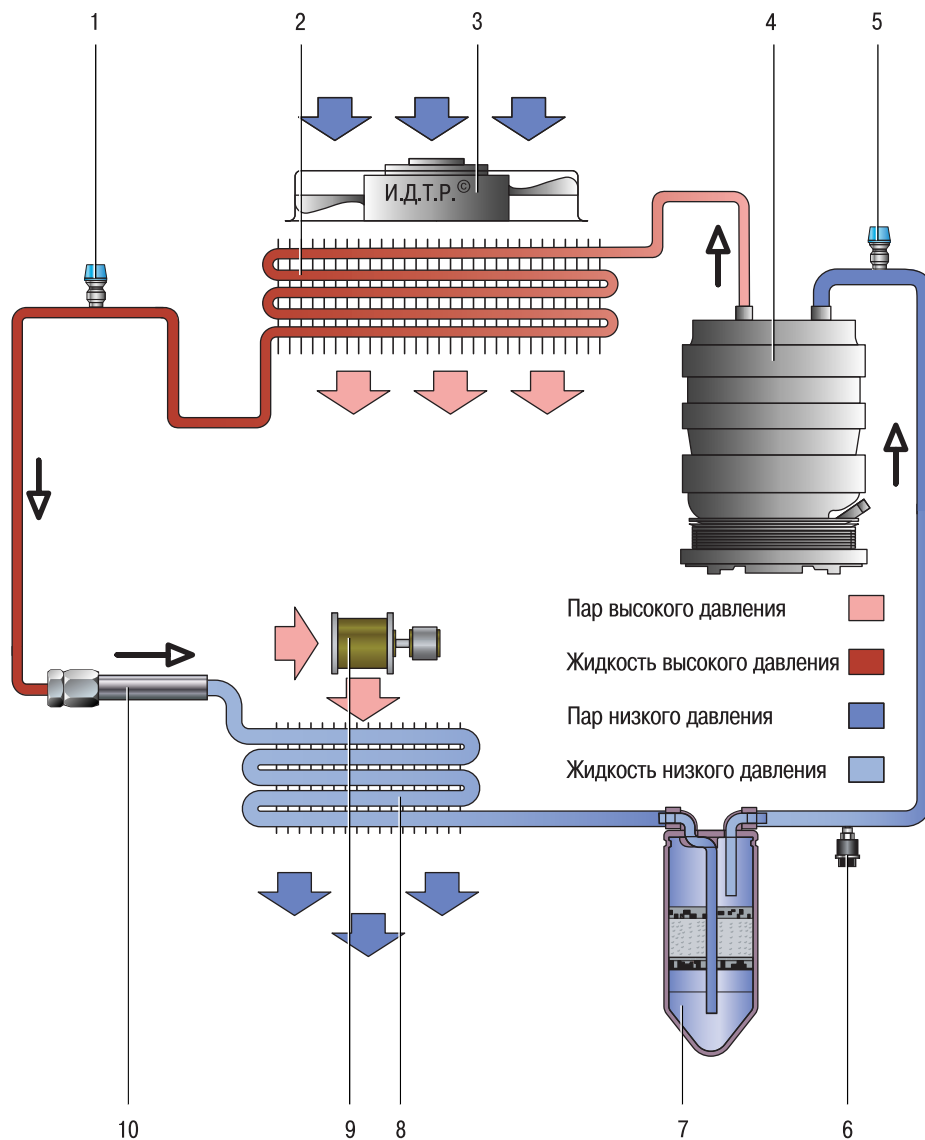 1 2 3 4 5
И.Д.Т.Р.©
Пар высокого давления
Жидкость высокого давления
Пар низкого давления
Жидкость низкого давления
10 9 8 7 6